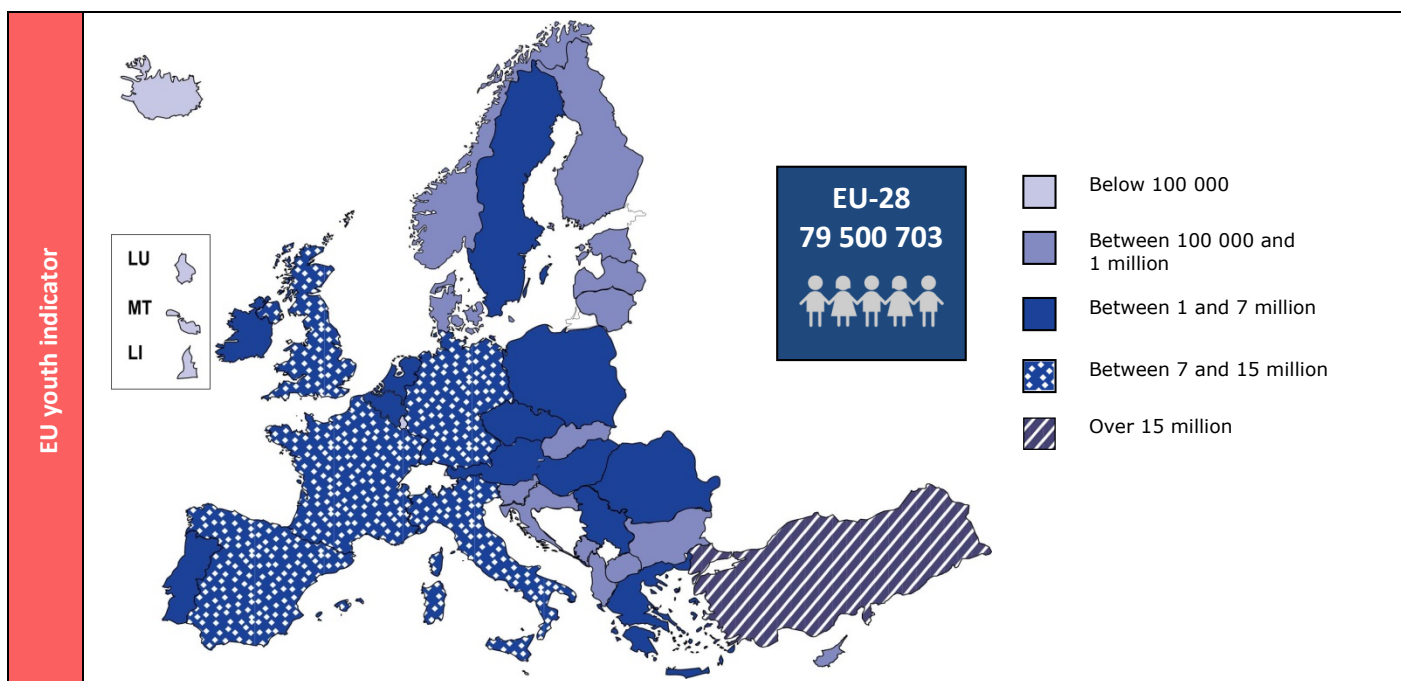 EU youth indicator
LU
MT
LI
EU-28
79 500 703
Below 100 000
Between 100 000 and
1 million
Between 1 and 7 million
Between 7 and 15 million
Over 15 million